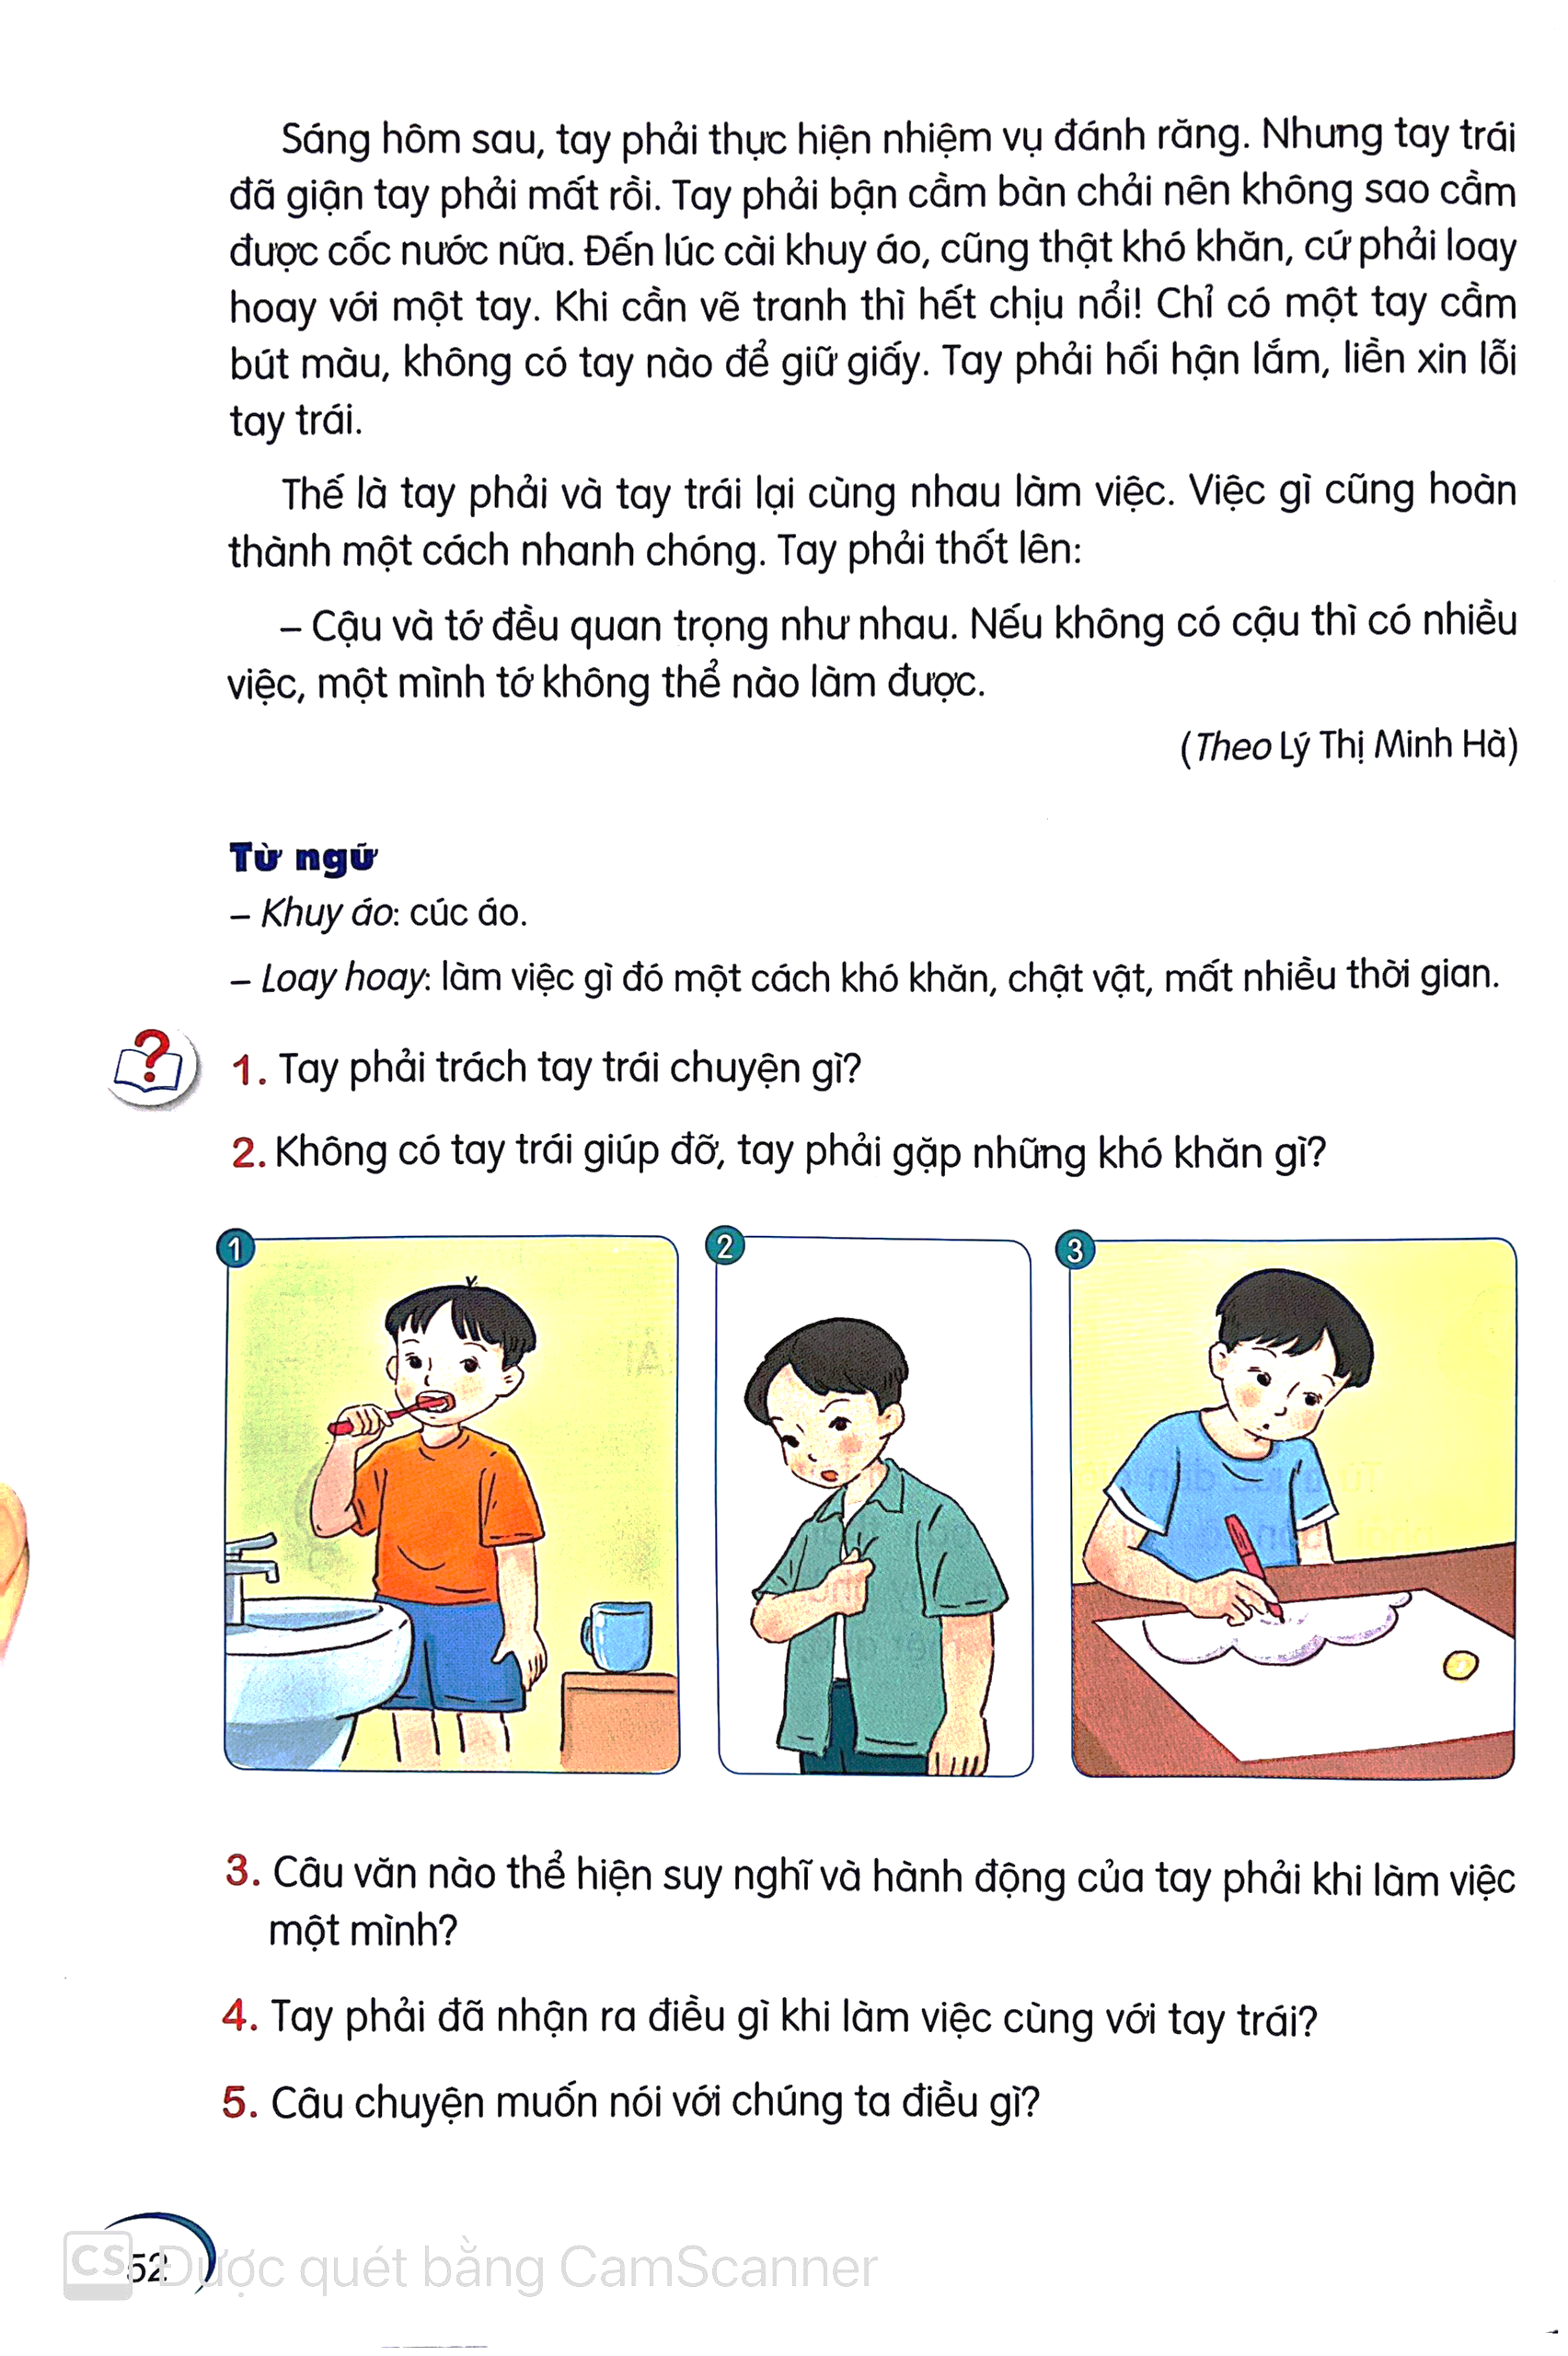 Sáng hôm sau, tay phải thực hiện nhiệm vụ đánh răng. Nhưng tay trái
đã giận tay phải mất rồi. Tay phải bận cầm bàn chải nên không sao cầm
được cốc nước nữa. Đến lúc cài khuy áo, cũng thật khó khăn, cứ phải loay
hoay với một tay. Khi cần vẽ tranh thì hết chịu nổi! Chỉ có một tay cầm
bút màu, không có tay nào để giữ giấy. Tay phải hối hận lắm, liền xin lỗi
tay trái.
Thế là tay phải và tay trái lại cùng nhau làm việc. Việc gì cũng hoàn
thành một cách nhanh chóng. Tay phải thốt lên:
– Cậu và tớ đều quan trọng như nhau. Nếu không có cậu thì có nhiều
việc, một mình tớ không thể nào làm được.
(Theo Lý Thị Minh Hà)
Từ ngữ
– Khuy áo: cúc áo.
– Loay hoay: làm việc gì đó một cách khó khăn, chật vật, mất nhiều thời gian.
?
1. Tay phải trách tay trái chuyện gì?
2. Không có tay trái giúp đỡ, tay phải gặp những khó khăn gì?
1
2
3
3. Câu văn nào thể hiện suy nghĩ và hành động của tay phải khi làm việc
một mình?
4. Tay phải đã nhận ra điều gì khi làm việc cùng với tay trái?
5. Câu chuyện muốn nói với chúng ta điều gì?
52
CS Được quét bằng CamScanner